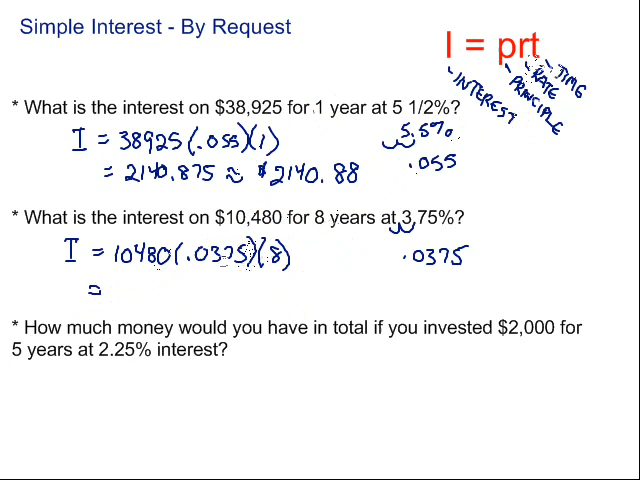 Simple Interest - By Request
I = prt
INTEREST
PRINCIPLE
RATE
TIME
* What is the interest on $38,925 for 1 year at 5 1/2%?
I = 38925(.055)(1)
5.5%
= 2140.875 ≈ $2140.88
.055
* What is the interest on $10,480 for 8 years at 3.75%?
I = 10480(.0375)(8)
.0375
=
* How much money would you have in total if you invested $2,000 for
5 years at 2.25% interest?